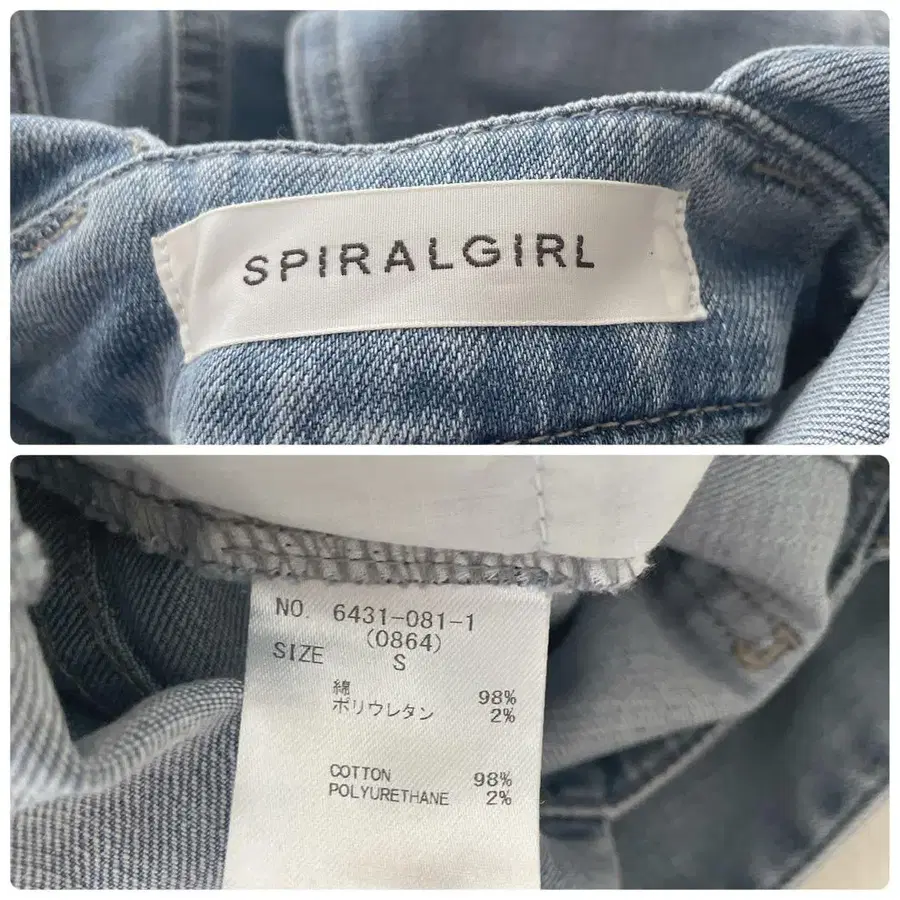 SPIRALGIRL
NO. 6431-081-1
(0864)
SIZE S
綿 98%
ポリウレタン 2%
COTTON 98%
POLYURETHANE 2%